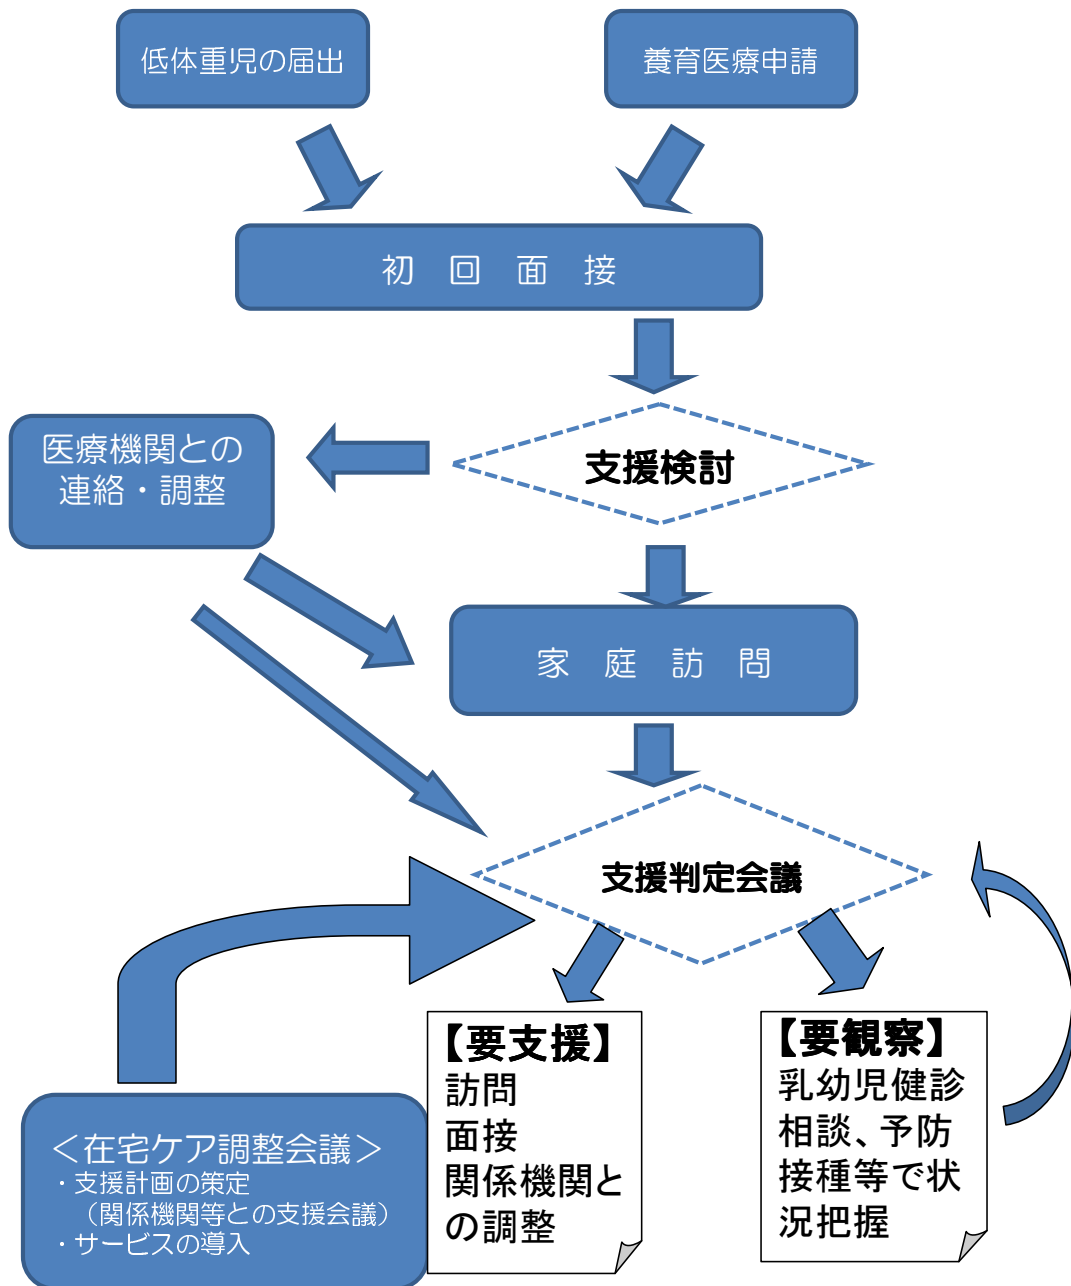 低体重児の届出
養育医療申請
初　回　面　接
支援検討
医療機関との
連絡・調整
家　庭　訪　問
支援判定会議
【要支援】
訪問
面接
関係機関と
の調整
【要観察】
乳幼児健診
相談、予防
接種等で状
況把握
＜在宅ケア調整会議＞
・支援計画の策定
（関係機関等との支援会議）
・サービスの導入